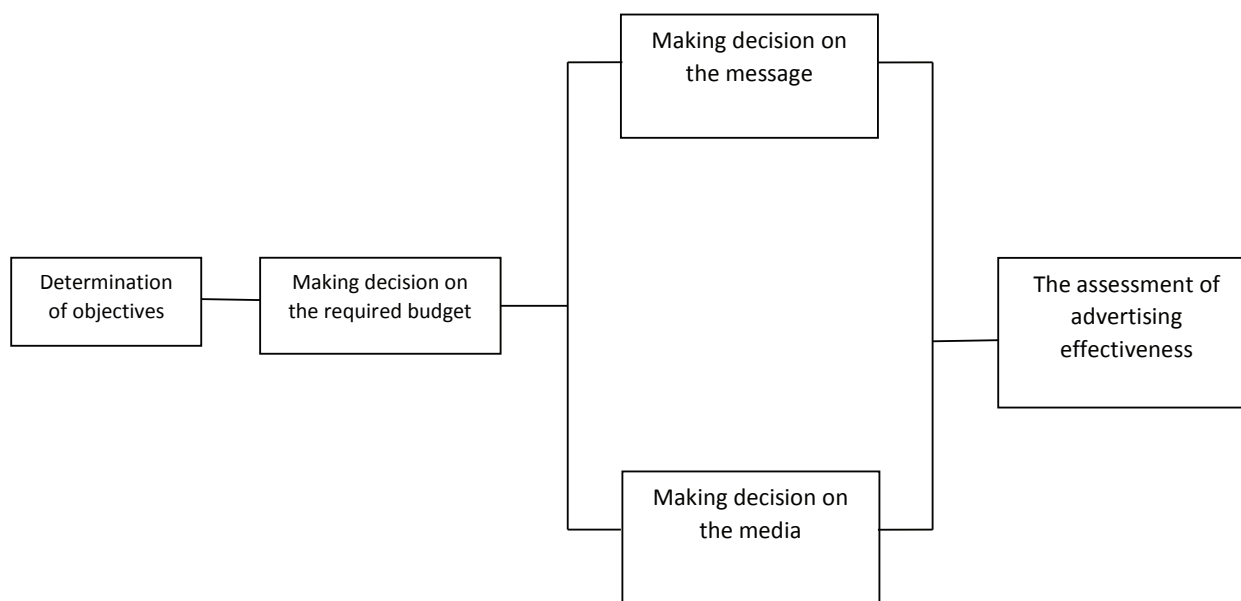 Making decision on
the message
Determination
of objectives
Making decision on
the required budget
The assessment of
advertising
effectiveness
Making decision on
the media